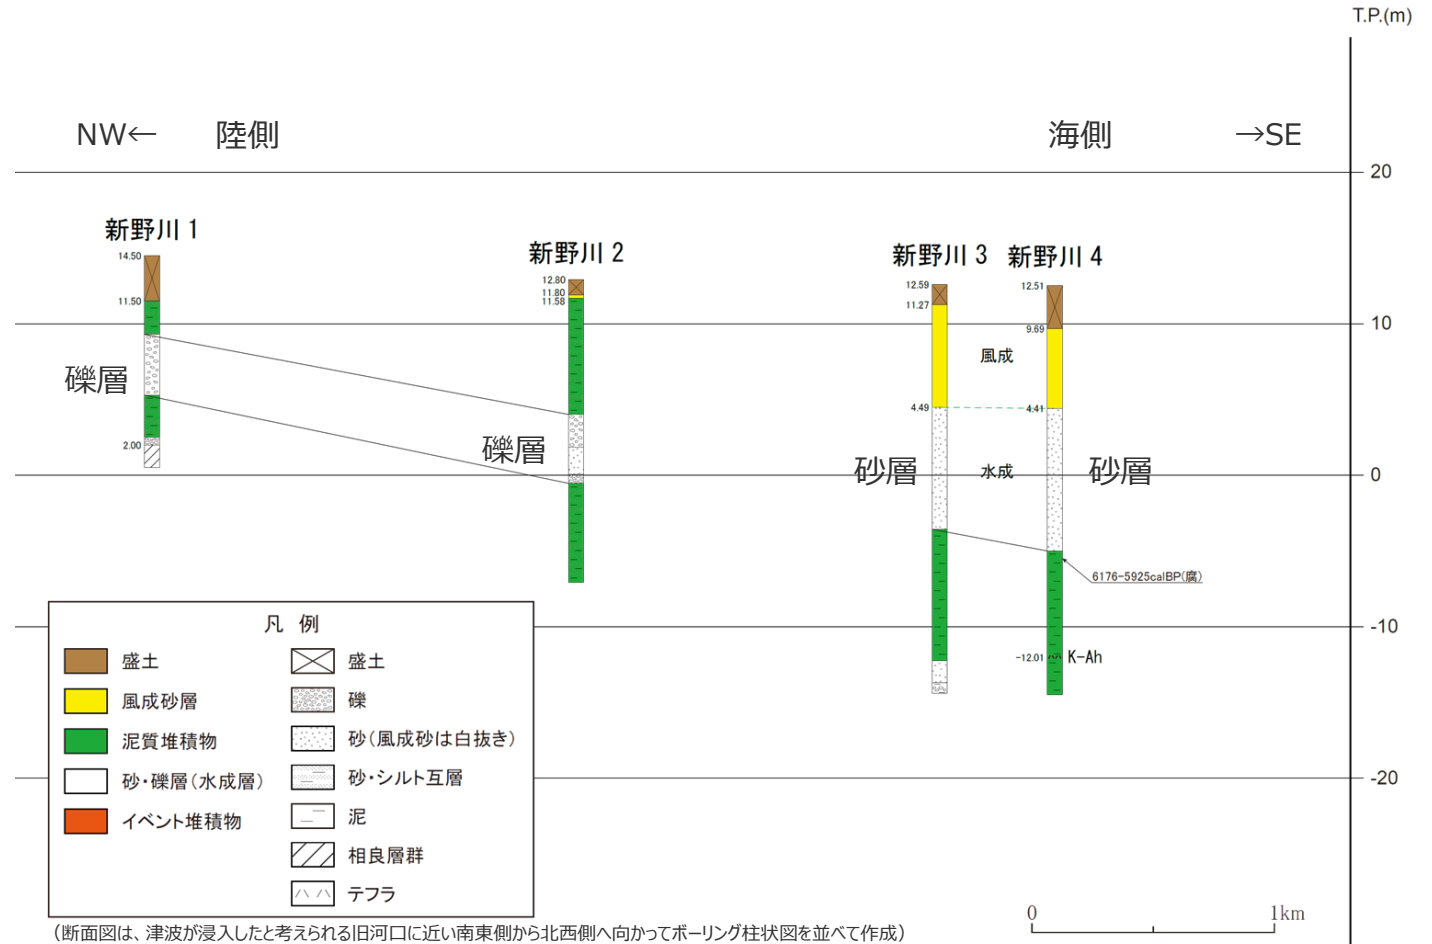 T.P.(m)
NW← 陸側 海側 →SE
20
新野川 1
14.50
11.50
礫層
2.00
新野川 2
12.80
11.80
11.58
礫層
新野川 3
12.59
11.27
4.49
砂層
風成
水成
新野川 4
12.51
9.69
4.41
砂層
6176-5925calBP(腐)
-12.01 K-Ah
10
0
-10
-20
凡 例
盛土
風成砂層
泥質堆積物
砂・礫層(水成層)
イベント堆積物
盛土
礫
砂(風成砂は白抜き)
砂・シルト互層
泥
相良層群
テフラ
0 1km
(断面図は、津波が浸入したと考えられる旧河口に近い南東側から北西側へ向かってボーリング柱状図を並べて作成)